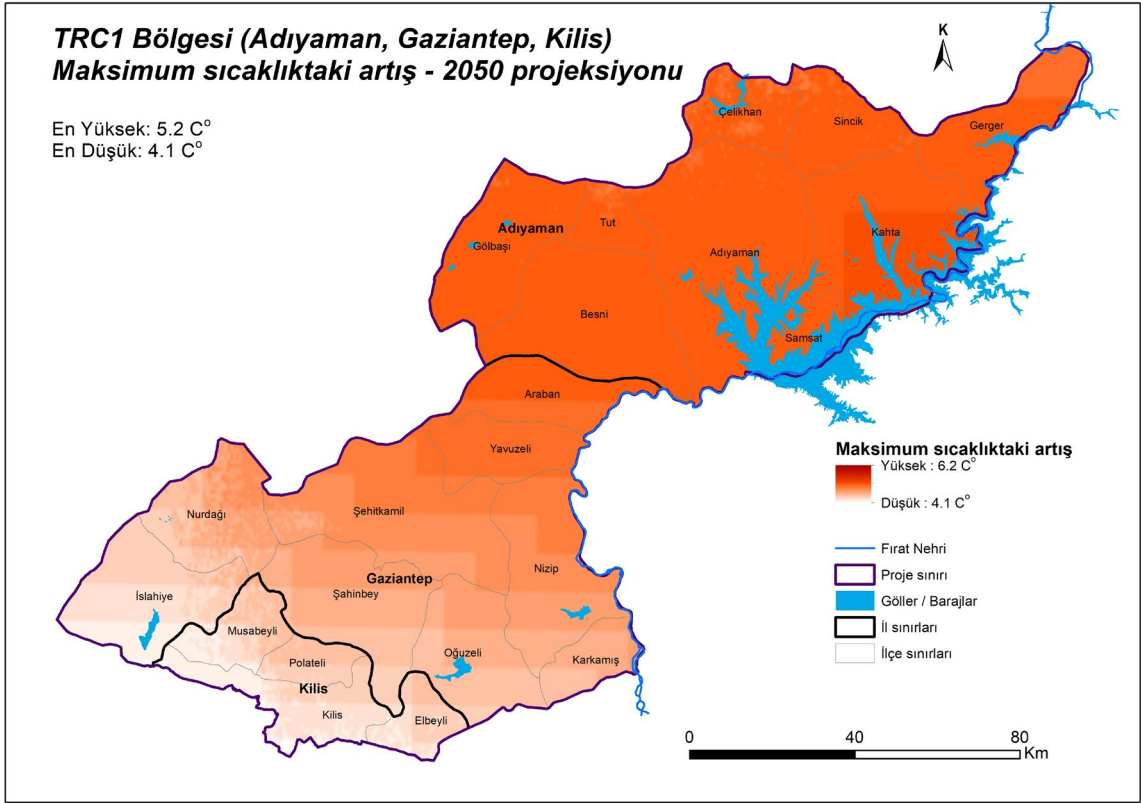 TRC1 Bölgesi (Adıyaman, Gaziantep, Kilis)
Maksimum sıcaklıktaki artış - 2050 projeksiyonu
En Yüksek: 5.2 C°
En Düşük: 4.1 C°
K
Çelikhan
Sincik
Gerger
Adıyaman
Tut
Gölbaşı
Adıyaman
Kahta
Besni
Samsat
Araban
Yavuzeli
Nurdağı
Şehitkamil
Nizip
Gaziantep
İslahiye
Şahinbey
Musabeyli
Oğuzeli
Karkamış
Polateli
Kilis
Kilis
Elbeyli
Maksimum sıcaklıktaki artış
Yüksek : 6.2 C°
Düşük : 4.1 C°
Fırat Nehri
Proje sınırı
Göller / Barajlar
İl sınırları
İlçe sınırları
0 40 80
Km